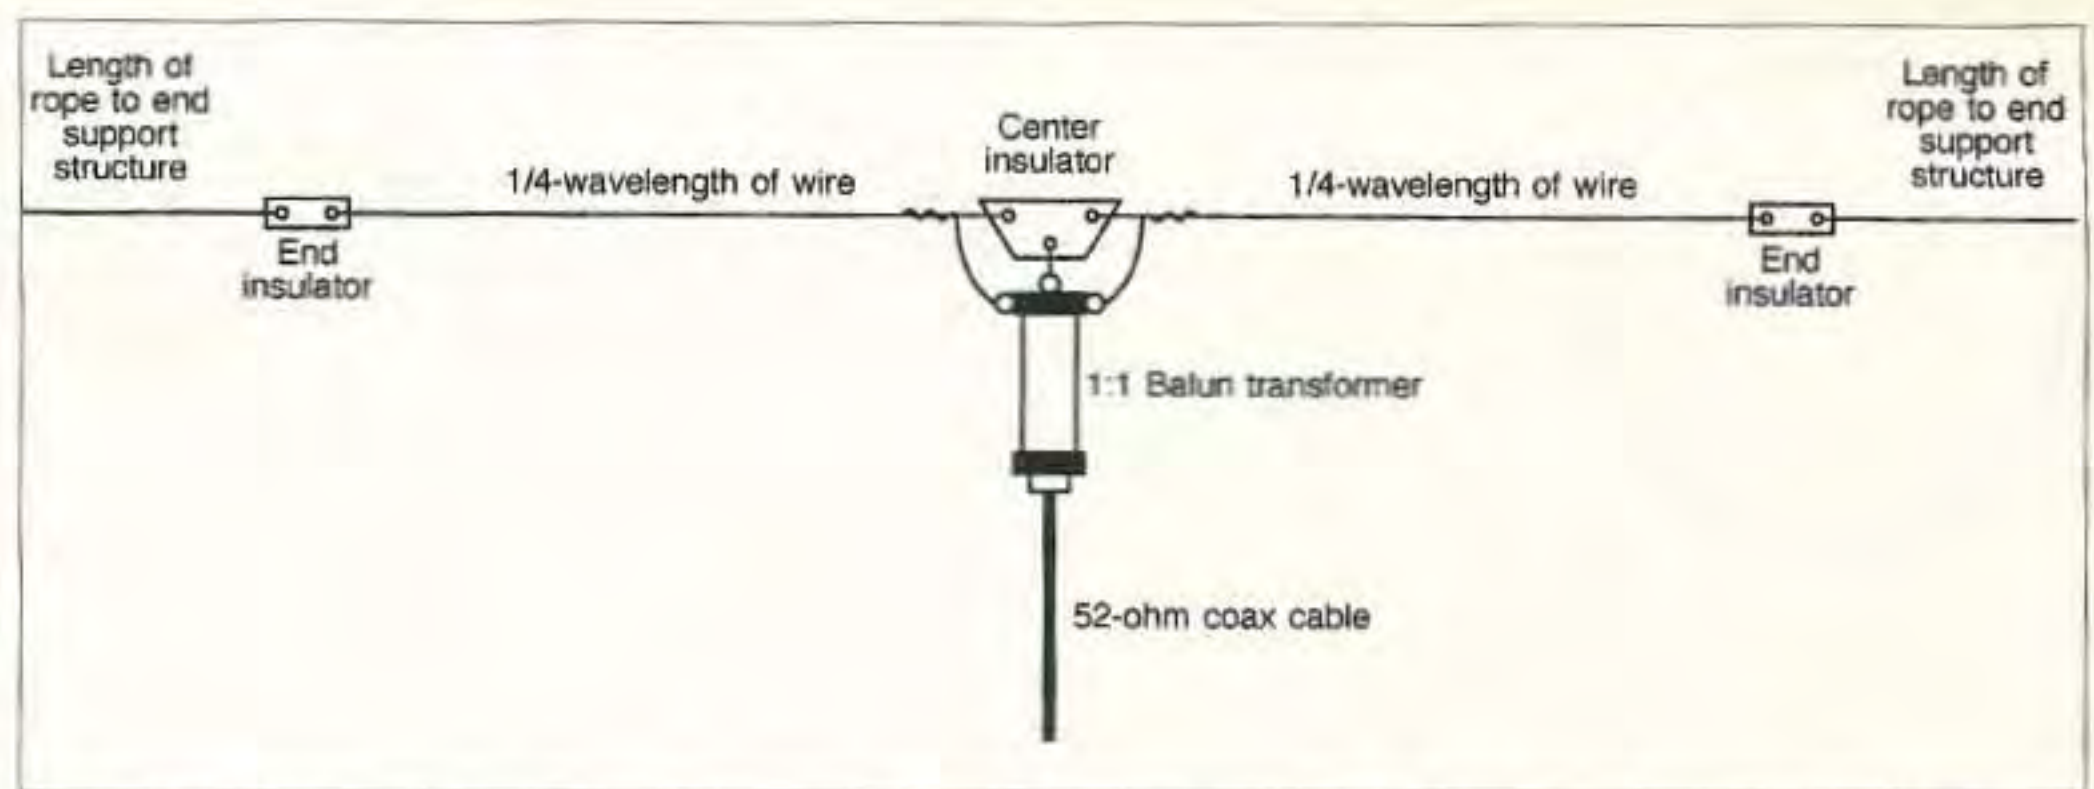 Length of
rope to end
support
structure
1/4-wavelength of wire
Center
insulator
1/4-wavelength of wire
Length of
rope to end
support
structure
End
insulator
End
insulator
1:1 Balun transformer
52-ohm coax cable